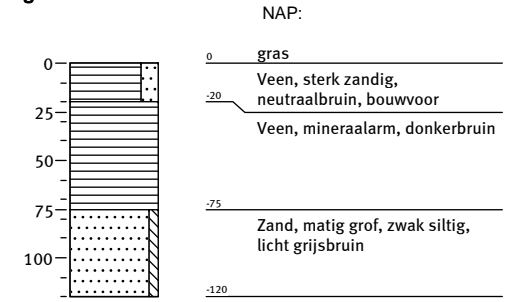 NAP:
0
25
50
75
100
0 gras
Veen, sterk zandig,
-20 neutraalbruin, bouwvoor
Veen, mineraalarm, donkerbruin
-75
Zand, matig grof, zwak siltig,
licht grijsbruin
-120